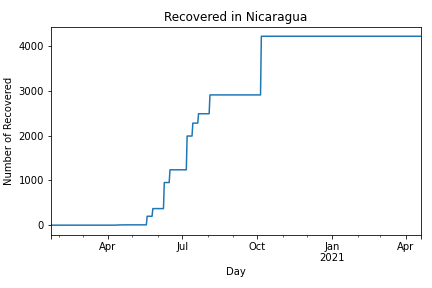 Recovered in Nicaragua
Number of Recovered
4000
3000
2000
1000
0
Apr
Jul
Oct
Jan
2021
Apr
Day